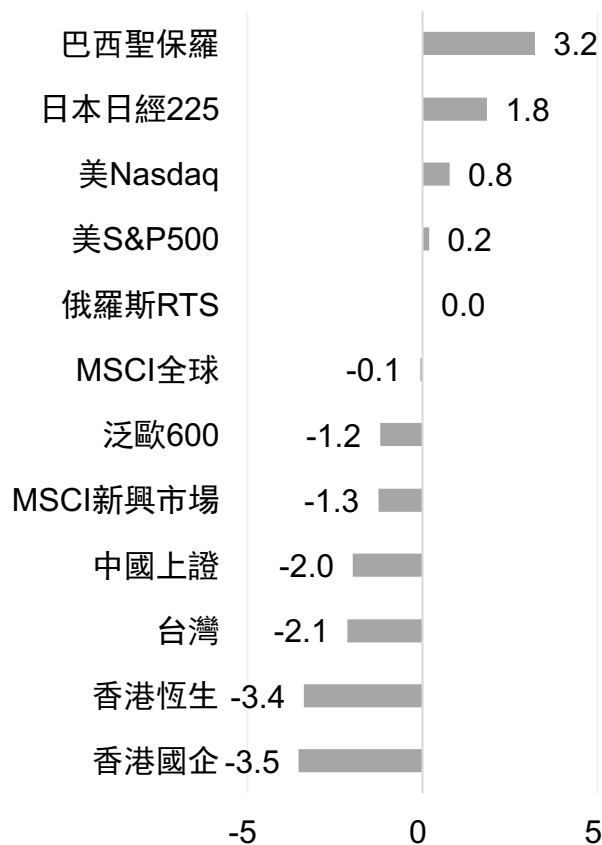 巴西聖保羅 3.2
日本日經225 1.8
美Nasdaq 0.8
美S&P500 0.2
俄羅斯RTS 0.0
MSCI全球 -0.1
泛歐600 -1.2
MSCI新興市場 -1.3
中國上證 -2.0
台灣 -2.1
香港恆生 -3.4
香港國企 -3.5
-5 0 5